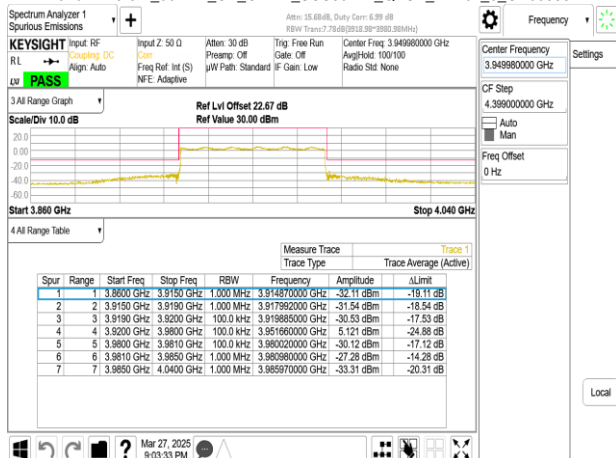 Spectrum Analyzer 1
Spurious Emissions
Attn: 15.68dB, Duty Corr: 6.99 dB
RBW Trans:7.78dB(3918.98~3980.98MHz)
Frequency
KEYSIGHT
RL
LXI
PASS
Input: RF
Coupling: DC
Align: Auto
Input Z: 50 Ω
Corr
Freq Ref: Int (S)
NFE: Adaptive
Atten: 30 dB
Preamp: Off
µW Path: Standard
Trig: Free Run
Gate: Off
IF Gain: Low
Center Freq: 3.949980000 GHz
Avg|Hold: 100/100
Radio Std: None
Center Frequency
3.949980000 GHz
Settings
CF Step
4.399000000 GHz
Auto
Man
Freq Offset
0 Hz
Local
3 All Range Graph
Scale/Div 10.0 dB
Ref Lvl Offset 22.67 dB
Ref Value 30.00 dBm
20.0
0.00
-20.0
-40.0
-60.0
Start 3.860 GHz
Stop 4.040 GHz
4 All Range Table
Measure Trace Trace 1
Trace Type Trace Average (Active)
Spur Range Start Freq Stop Freq RBW Frequency Amplitude ΔLimit
1 1 3.8600 GHz 3.9150 GHz 1.000 MHz 3.914870000 GHz -32.11 dBm -19.11 dB
2 2 3.9150 GHz 3.9190 GHz 1.000 MHz 3.917992000 GHz -31.54 dBm -18.54 dB
3 3 3.9190 GHz 3.9200 GHz 100.0 kHz 3.919885000 GHz -30.53 dBm -17.53 dB
4 4 3.9200 GHz 3.9800 GHz 100.0 kHz 3.951660000 GHz 5.121 dBm -24.88 dB
5 5 3.9800 GHz 3.9810 GHz 100.0 kHz 3.980020000 GHz -30.12 dBm -17.12 dB
6 6 3.9810 GHz 3.9850 GHz 1.000 MHz 3.980980000 GHz -27.28 dBm -14.28 dB
7 7 3.9850 GHz 4.0400 GHz 1.000 MHz 3.985970000 GHz -33.31 dBm -20.31 dB
Mar 27, 2025
9:03:33 PM